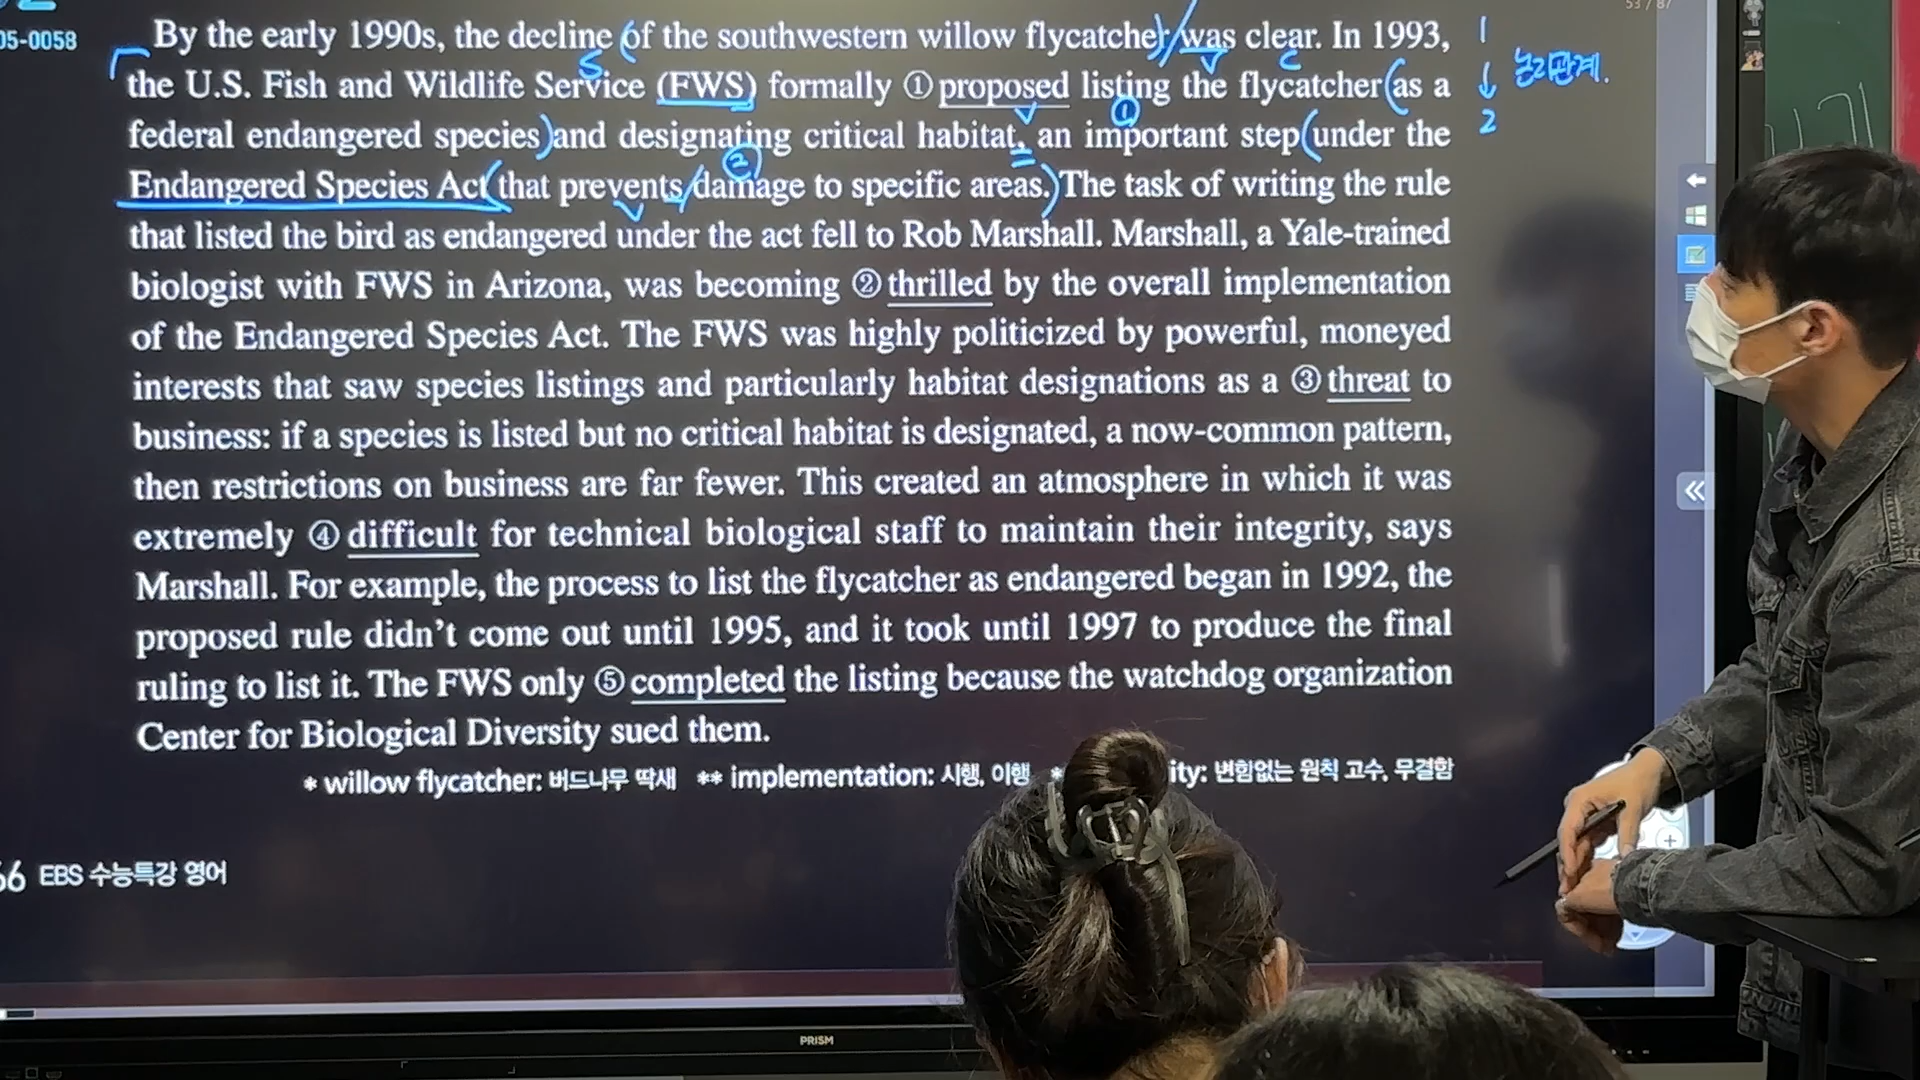 53 / 87
05-0058
By the early 1990s, the decline of the southwestern willow flycatcher was clear. In 1993,
the U.S. Fish and Wildlife Service (FWS) formally ① proposed listing the flycatcher as a
federal endangered species and designating critical habitat, an important step under the
Endangered Species Act that prevents damage to specific areas. The task of writing the rule
that listed the bird as endangered under the act fell to Rob Marshall. Marshall, a Yale-trained
biologist with FWS in Arizona, was becoming ② thrilled by the overall implementation
of the Endangered Species Act. The FWS was highly politicized by powerful, moneyed
interests that saw species listings and particularly habitat designations as a ③ threat to
business: if a species is listed but no critical habitat is designated, a now-common pattern,
then restrictions on business are far fewer. This created an atmosphere in which it was
extremely ④ difficult for technical biological staff to maintain their integrity, says
Marshall. For example, the process to list the flycatcher as endangered began in 1992, the
proposed rule didn't come out until 1995, and it took until 1997 to produce the final
ruling to list it. The FWS only ⑤ completed the listing because the watchdog organization
Center for Biological Diversity sued them.
* willow flycatcher: 버드나무 딱새 ** implementation: 시행, 이행 * ity: 변함없는 원칙 고수, 무결함
66 EBS 수능특강 영어
S
V
C
V
①
②
V
1
↓
2
논리관계.
PRISM